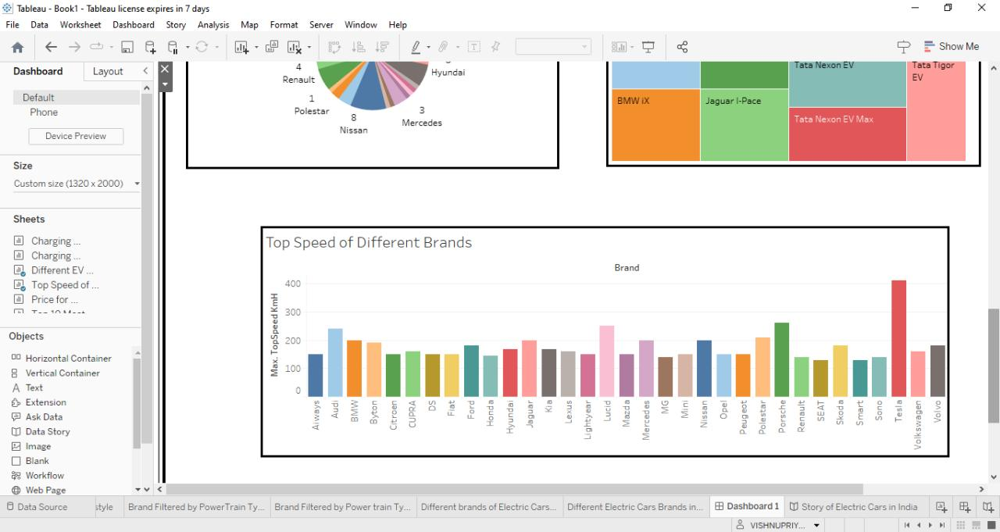 Tableau - Book1 - Tableau license expires in 7 days
File Data Worksheet Dashboard Story Analysis Map Format Server Window Help
Show Me
Dashboard Layout
Default
Phone
Device Preview
Size
Custom size (1320 x 2000)
Sheets
Charging ...
Charging ...
Different EV ...
Top Speed of ...
Price for ...
Top 10 Most
Objects
Horizontal Container
Vertical Container
Text
Extension
Ask Data
Data Story
Image
Blank
Workflow
Web Page
4
Renault
1
Polestar
8
Nissan
3
Mercedes
Hyundai
Tata Nexon EV
Tata Tigor
EV
BMW iX
Jaguar I-Pace
Tata Nexon EV Max
Top Speed of Different Brands
Brand
Max. TopSpeed KmH
400
300
200
100
0
Aiways
Audi
BMW
Byton
Citroen
CUPRA
DS
Fiat
Ford
Honda
Hyundai
Jaguar
Kia
Lexus
Lightyear
Lucid
Mazda
Mercedes
MG
Mini
Nissan
Opel
Peugeot
Polestar
Porsche
Renault
SEAT
Skoda
Smart
Sono
Tesla
Volkswagen
Volvo
Data Source style Brand Filtered by PowerTrain Ty... Brand Filtered by Power train Ty... Different brands of Electric Cars... Different Electric Cars Brands in... Dashboard 1 Story of Electric Cars in India
VISHNUPRIY...